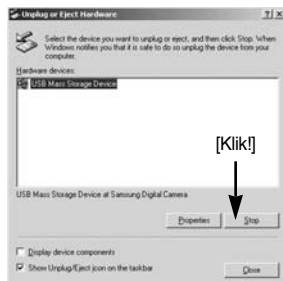 Unplug or Eject Hardware
Select the device you want to unplug or eject, and then click Stop. When
Windows notifies you that it is safe to do so unplug the device from your
computer.
Hardware devices:
USB Mass Storage Device
[Klik!]
USB Mass Storage Device at Samsung Digital Camera
Properties
Stop
Display device components
Show Unplug/Eject icon on the taskbar
Close